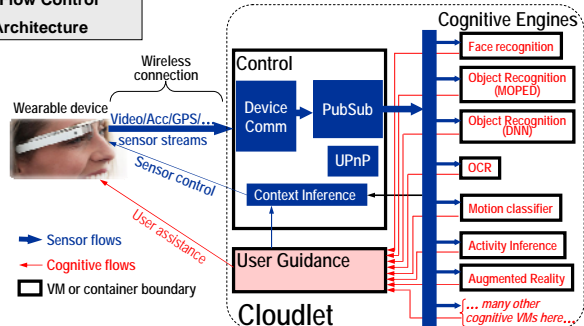 Flow Control
Architecture
Cognitive Engines
Wireless
connection
Wearable device
Video/Acc/GPS/...
sensor streams
Sensor control
User assistance
Control
Device
Comm
PubSub
UPnP
Context Inference
User Guidance
Cloudlet
Face recognition
Object Recognition
(MOPED)
Object Recognition
(DNN)
OCR
Motion classifier
Activity Inference
Augmented Reality
... many other
cognitive VMs here...
Sensor flows
Cognitive flows
VM or container boundary